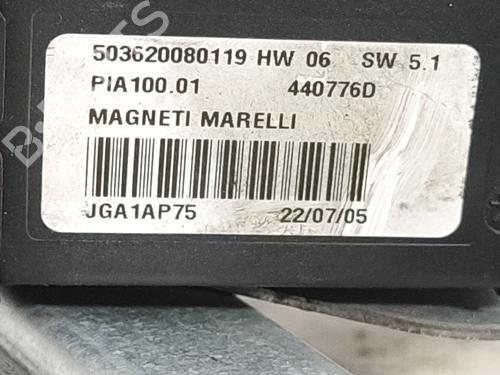 503620080119 HW 06 SW 5.1
PIA100.01 440776D
MAGNETI MARELLI
JGA1AP75 22/07/05